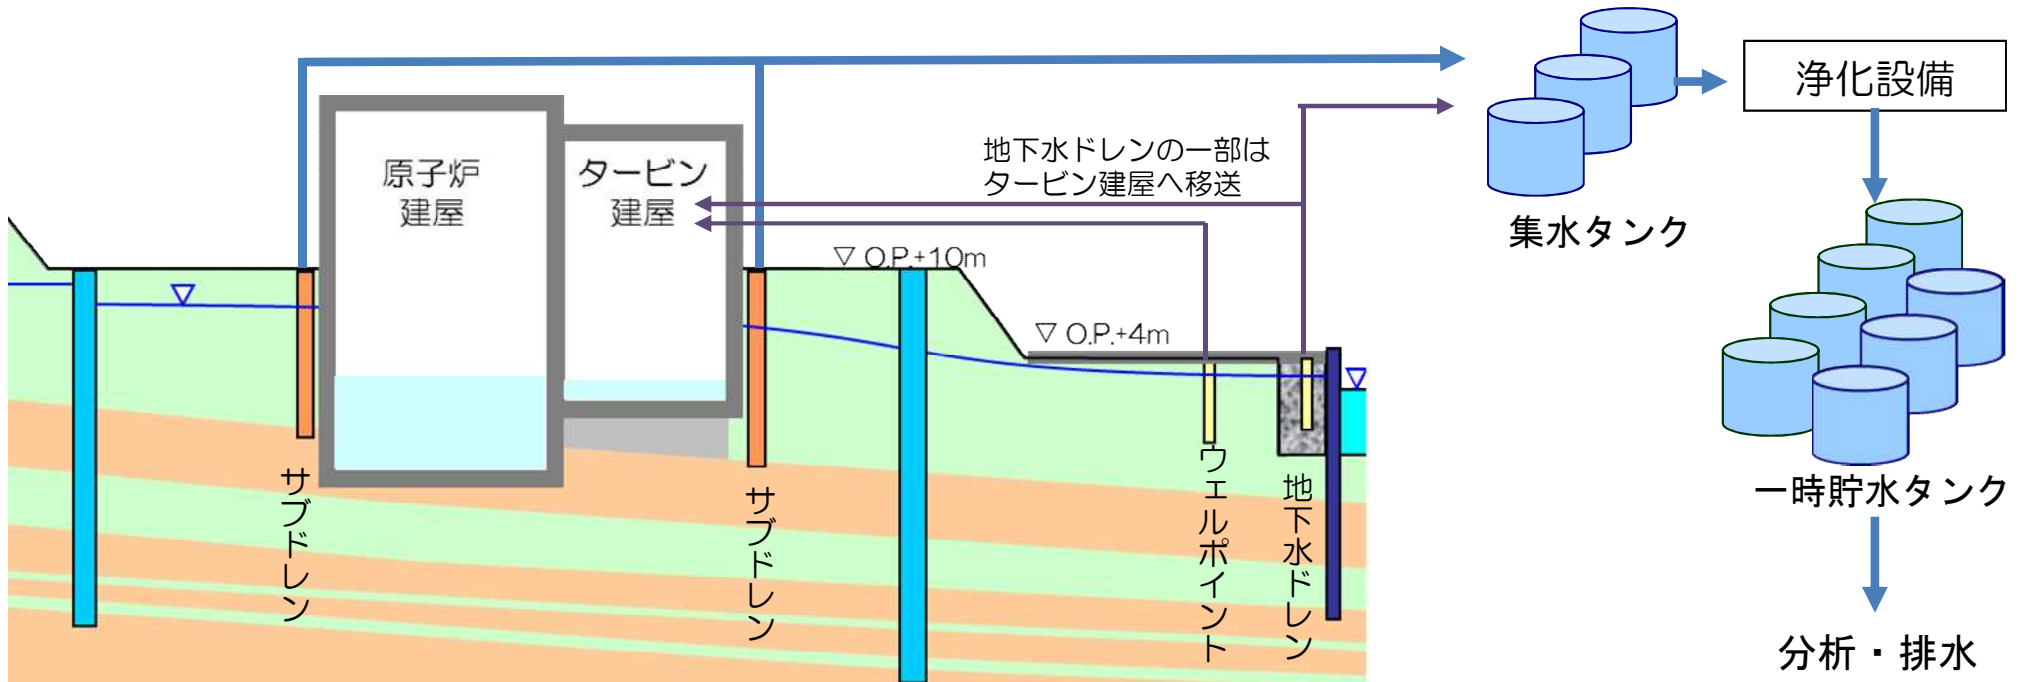 浄化設備
地下水ドレンの一部は
タービン建屋へ移送
原子炉
建屋
タービン
建屋
集水タンク
▽ O.P.+10m
▽ O.P.+4m
サブドレン
サブドレン
ウェルポイント
地下水ドレン
一時貯水タンク
分析・排水